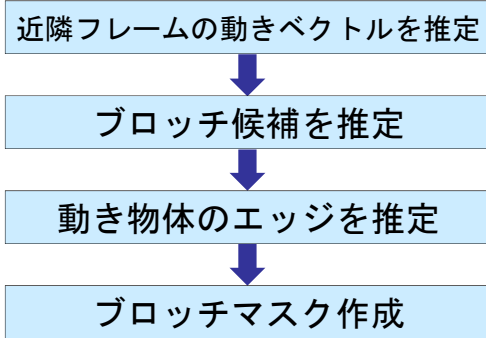 近隣フレームの動きベクトルを推定
ブロッチ候補を推定
動き物体のエッジを推定
ブロッチマスク作成